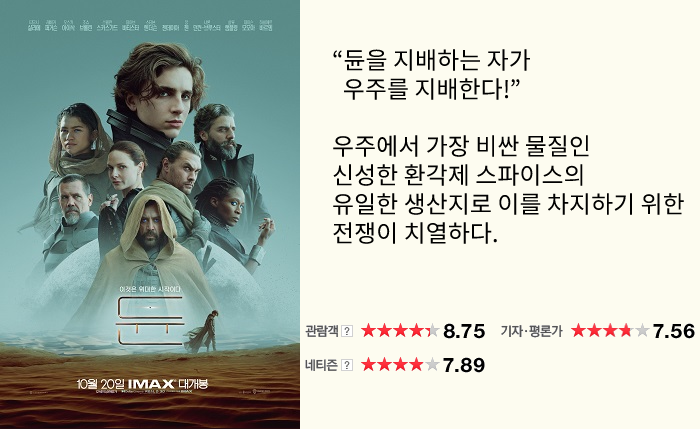 이것은 위대한 시작이다
듄
10월 20일 IMAX 대개봉
“듄을 지배하는 자가
우주를 지배한다!”
우주에서 가장 비싼 물질인
신성한 환각제 스파이스의
유일한 생산지로 이를 차지하기 위한
전쟁이 치열하다.
관람객 ? 8.75 기자·평론가 7.56
네티즌 ? 7.89